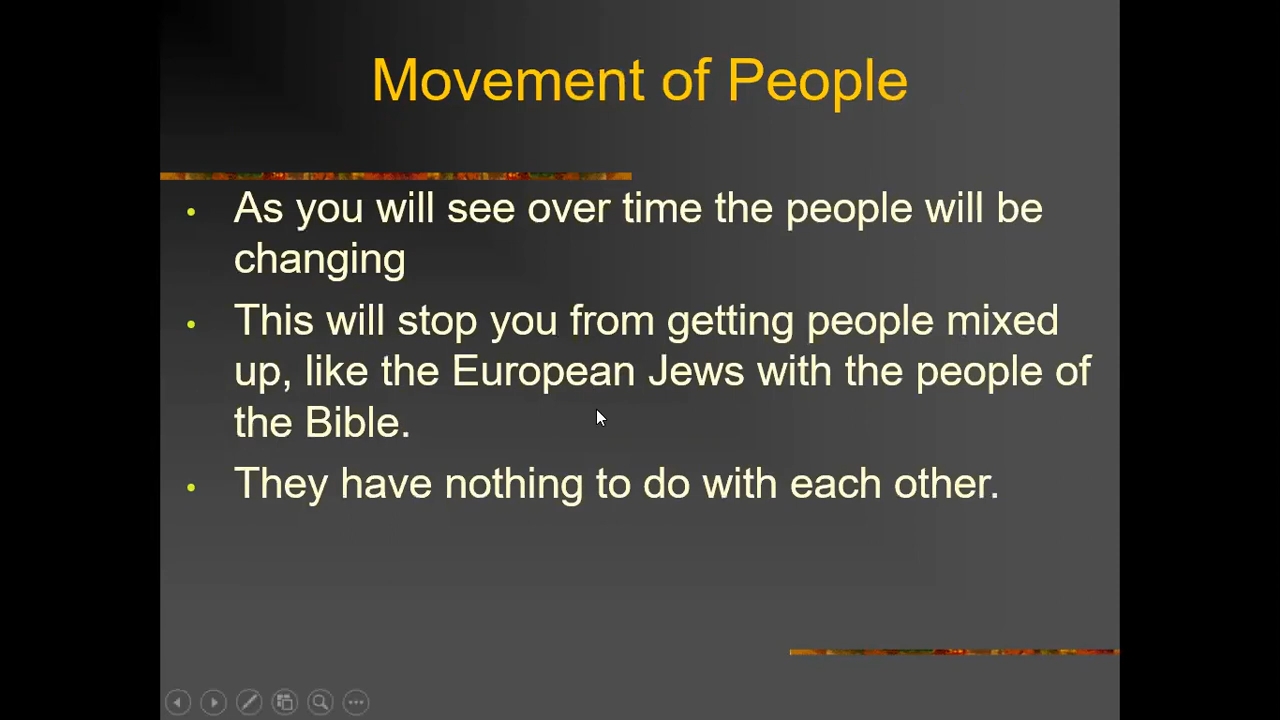 Movement of People
• As you will see over time the people will be
changing
• This will stop you from getting people mixed
up, like the European Jews with the people of
the Bible.
• They have nothing to do with each other.